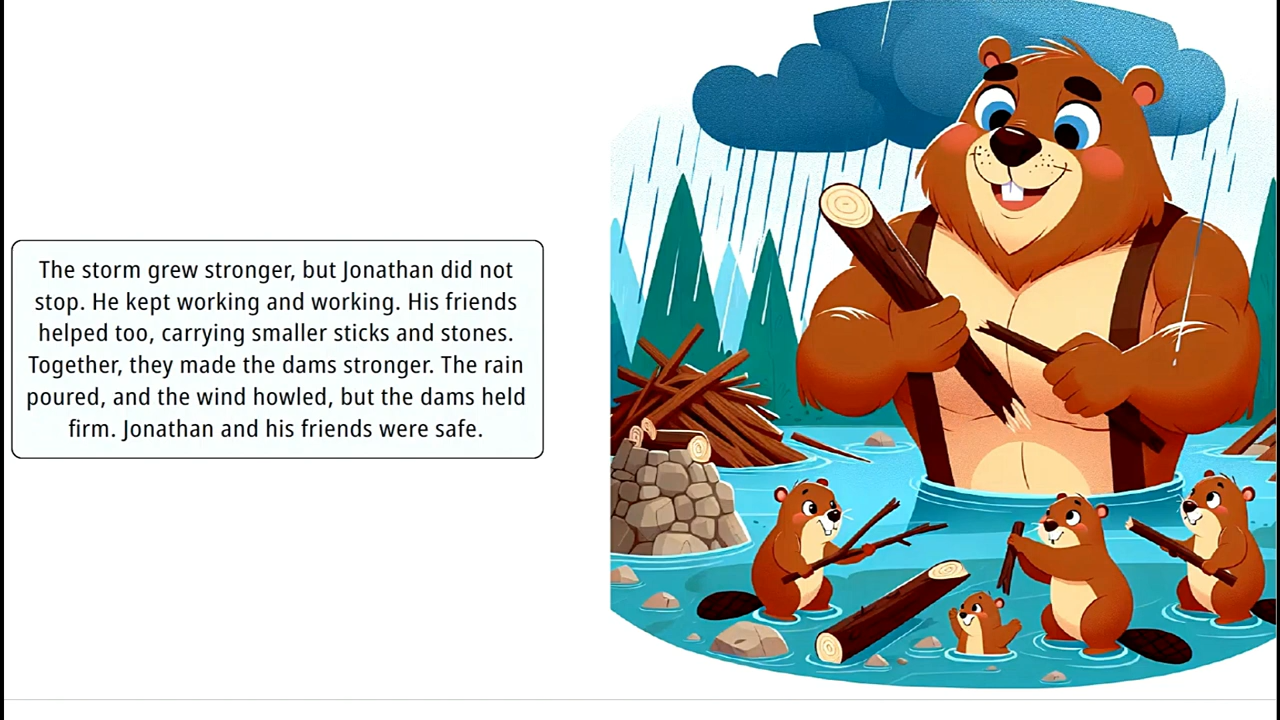 The storm grew stronger, but Jonathan did not
stop. He kept working and working. His friends
helped too, carrying smaller sticks and stones.
Together, they made the dams stronger. The rain
poured, and the wind howled, but the dams held
firm. Jonathan and his friends were safe.